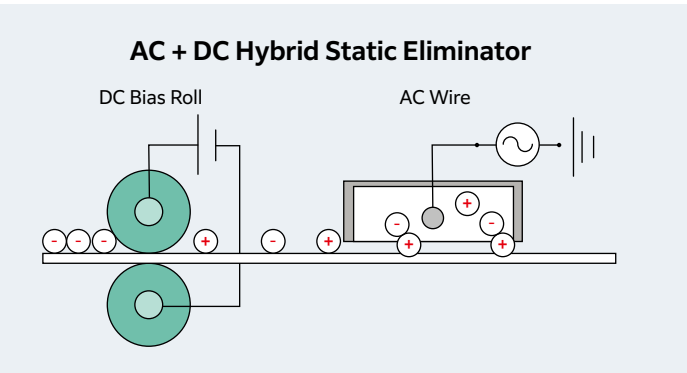 AC + DC Hybrid Static Eliminator
DC Bias Roll
AC Wire
- - - + - + - + + - +